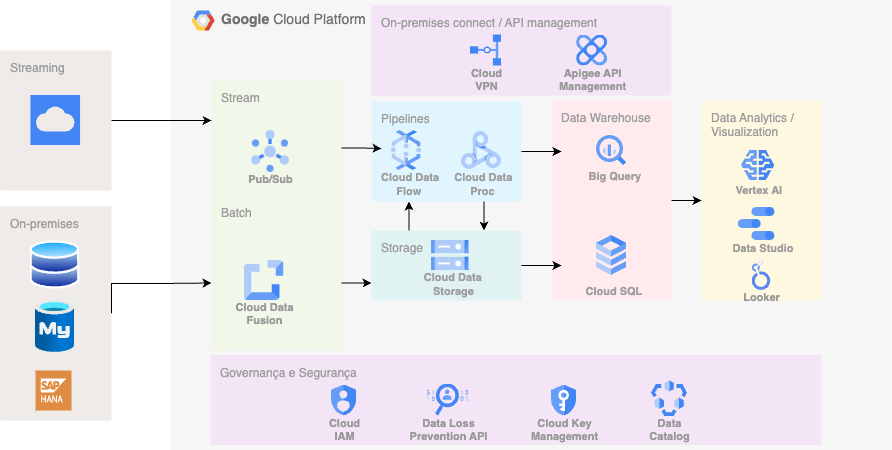 Google Cloud Platform
On-premises connect / API management
Cloud
VPN
Apigee API
Management
Streaming
Stream
Pub/Sub
Batch
Cloud Data
Fusion
Pipelines
Cloud Data
Flow
Cloud Data
Proc
Storage
Cloud Data
Storage
Data Warehouse
Big Query
Cloud SQL
Data Analytics /
Visualization
Vertex AI
Data Studio
Looker
On-premises
My
SAP
HANA
Governança e Segurança
Cloud
IAM
Data Loss
Prevention API
Cloud Key
Management
Data
Catalog